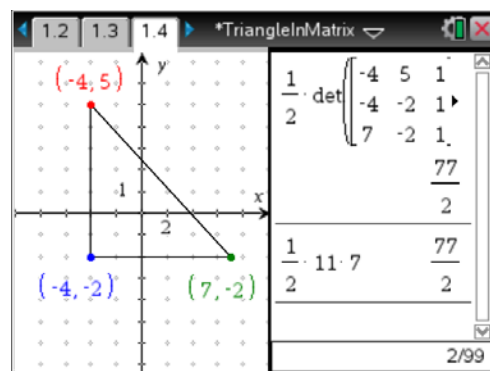 1.2 1.3 1.4 *TriangleInMatrix
(-4, 5)
y
1
x
2
(-4, -2) (7, -2)
1/2 · det([-4 5 1
-4 -2 1
7 -2 1
77/2
1/2 · 11 · 7 77/2
2/99